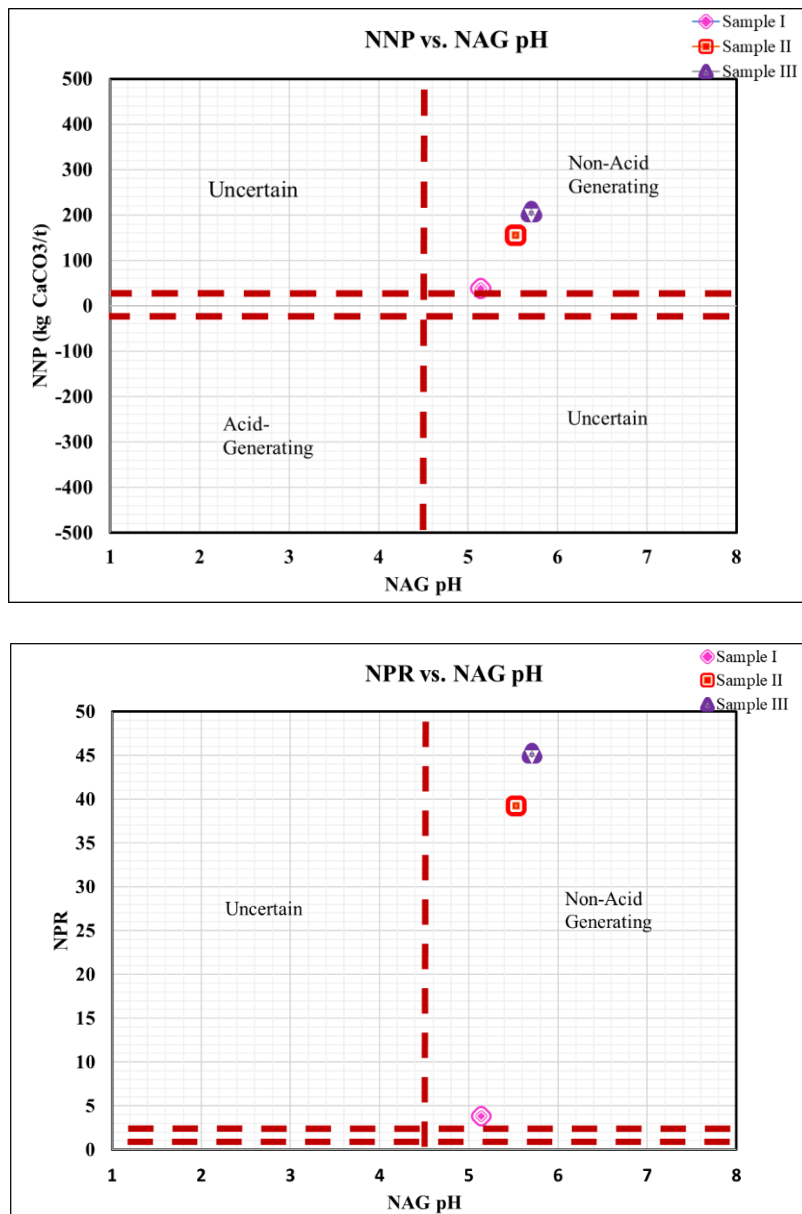 NNP vs. NAG pH
Sample I
Sample II
Sample III
500
400
300
200
100
0
-100
-200
-300
-400
-500
NNP (kg CaCO3/t)
Uncertain
Non-Acid
Generating
Acid-
Generating
Uncertain
1 2 3 4 5 6 7 8
NAG pH
NPR vs. NAG pH
Sample I
Sample II
Sample III
50
45
40
35
30
25
20
15
10
5
0
NPR
Uncertain
Non-Acid
Generating
1 2 3 4 5 6 7 8
NAG pH